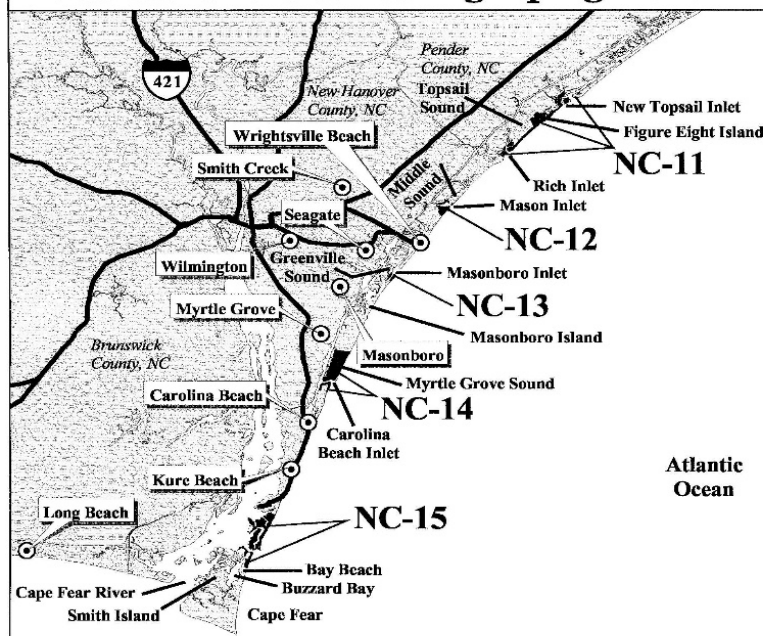 421
Pender
County, NC
Topsail
Sound
New Hanover
County, NC
Wrightsville Beach
New Topsail Inlet
Figure Eight Island
NC-11
Smith Creek
Middle
Sound
Rich Inlet
Mason Inlet
Seagate
NC-12
Wilmington
Greenville
Sound
Masonboro Inlet
NC-13
Myrtle Grove
Masonboro Island
Brunswick
County, NC
Masonboro
Myrtle Grove Sound
Carolina Beach
NC-14
Carolina
Beach Inlet
Kure Beach
Atlantic
Ocean
Long Beach
NC-15
Bay Beach
Cape Fear River
Buzzard Bay
Smith Island
Cape Fear